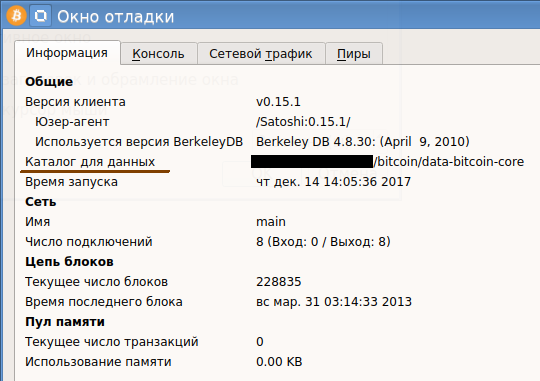 Окно отладки
Информация Консоль Сетевой трафик Пиры
Общие
Версия клиента v0.15.1
Юзер-агент /Satoshi:0.15.1/
Используется версия BerkeleyDB Berkeley DB 4.8.30: (April 9, 2010)
Каталог для данных /bitcoin/data-bitcoin-core
Время запуска чт дек. 14 14:05:36 2017
Сеть
Имя main
Число подключений 8 (Вход: 0 / Выход: 8)
Цепь блоков
Текущее число блоков 228835
Время последнего блока вс мар. 31 03:14:33 2013
Пул памяти
Текущее число транзакций 0
Использование памяти 0.00 KB